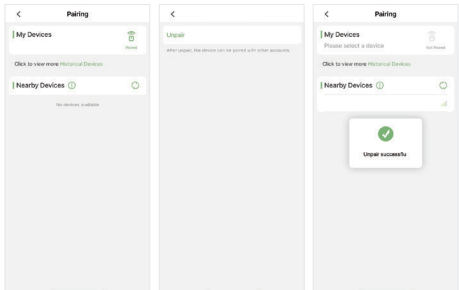 Pairing
My Devices
Paired
Click to view more Historical Devices
Nearby Devices
No devices available
Unpair
After unpair, the device can be paired with other accounts.
Pairing
My Devices
Please select a device
Not Paired
Click to view more Historical Devices
Nearby Devices
Unpair successflu